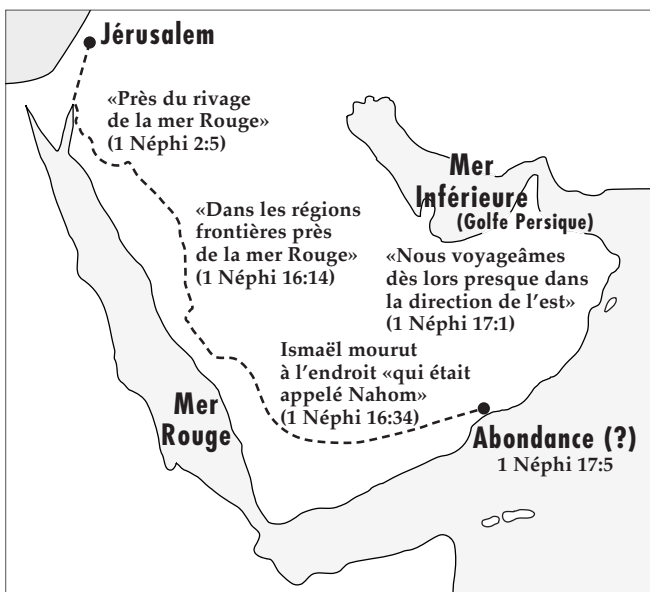 Jérusalem
«Près du rivage
de la mer Rouge»
(1 Néphi 2:5)
Mer
Inférieure
(Golfe Persique)
«Dans les régions
frontières près
de la mer Rouge»
(1 Néphi 16:14)
«Nous voyageâmes
dès lors presque dans
la direction de l’est»
(1 Néphi 17:1)
Ismaël mourut
à l’endroit «qui était
appelé Nahom»
(1 Néphi 16:34)
Mer
Rouge
Abondance (?)
1 Néphi 17:5